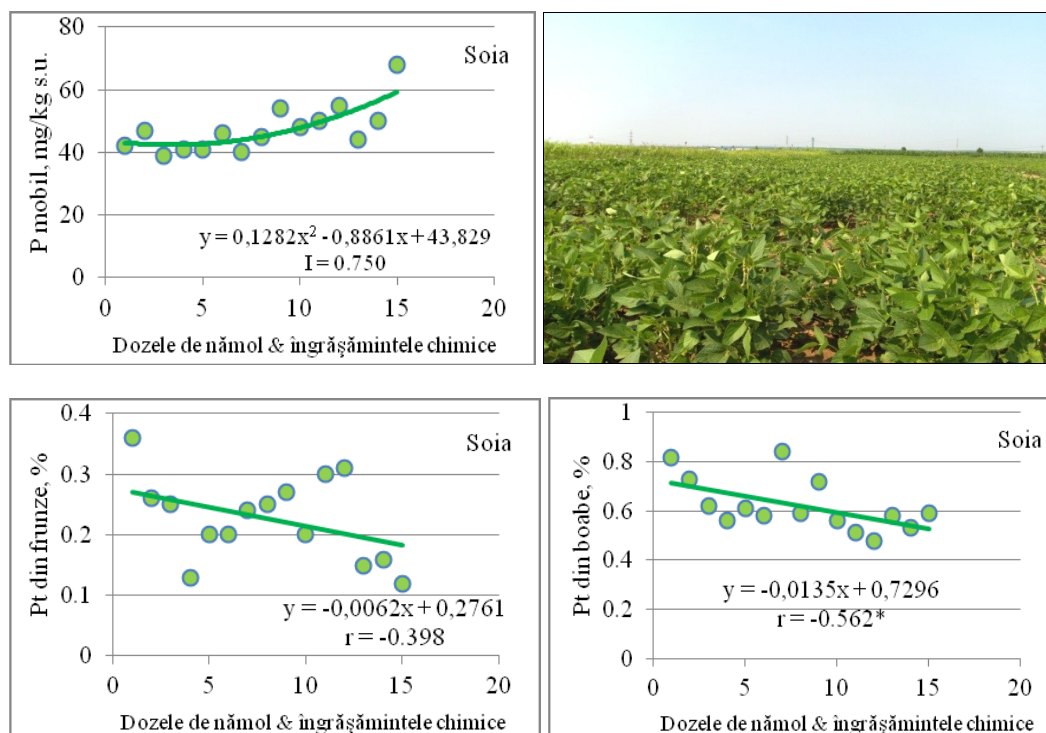 80
60
40
20
0
0 5 10 15 20
P mobil, mg/kg s.u.
Soia
y = 0,1282x² - 0,8861x + 43,829
I = 0.750
Dozele de nămol & îngrăşămintele chimice
0.4
0.3
0.2
0.1
0
0 5 10 15 20
Pt din frunze, %
Soia
y = -0,0062x + 0,2761
r = -0.398
Dozele de nămol & îngrăşămintele chimice
1
0.8
0.6
0.4
0.2
0
0 5 10 15 20
Pt din boabe, %
Soia
y = -0,0135x + 0,7296
r = -0.562*
Dozele de nămol & îngrăşămintele chimice